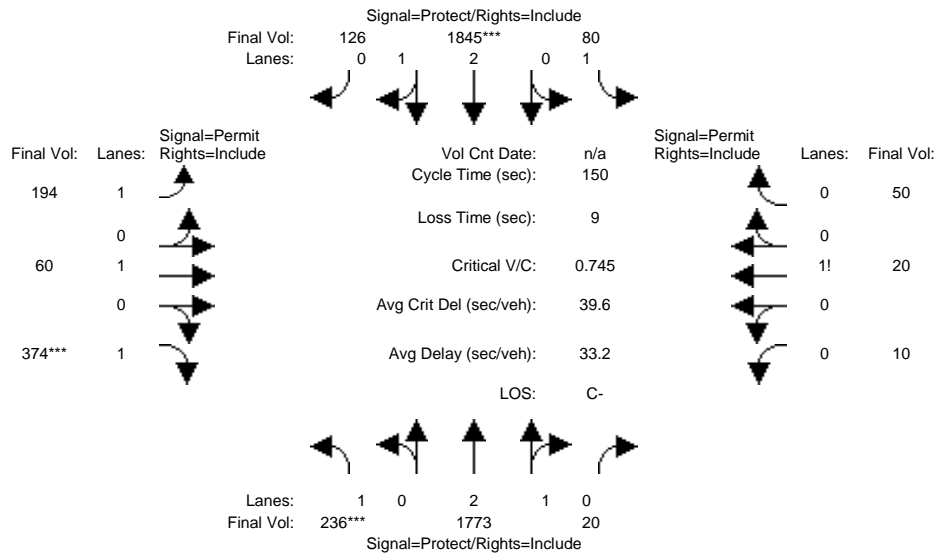 Signal=Protect/Rights=Include
Final Vol: 126 1845*** 80
Lanes: 0 1 2 0 1
Signal=Permit
Final Vol: Lanes: Rights=Include
Vol Cnt Date: n/a
Signal=Permit
Rights=Include Lanes: Final Vol:
Cycle Time (sec): 150
194 1
0 50
Loss Time (sec): 9
0
0
60 1
Critical V/C: 0.745
1! 20
0
Avg Crit Del (sec/veh): 39.6
0
374*** 1
Avg Delay (sec/veh): 33.2
0 10
LOS: C-
Lanes: 1 0 2 1 0
Final Vol: 236*** 1773 20
Signal=Protect/Rights=Include